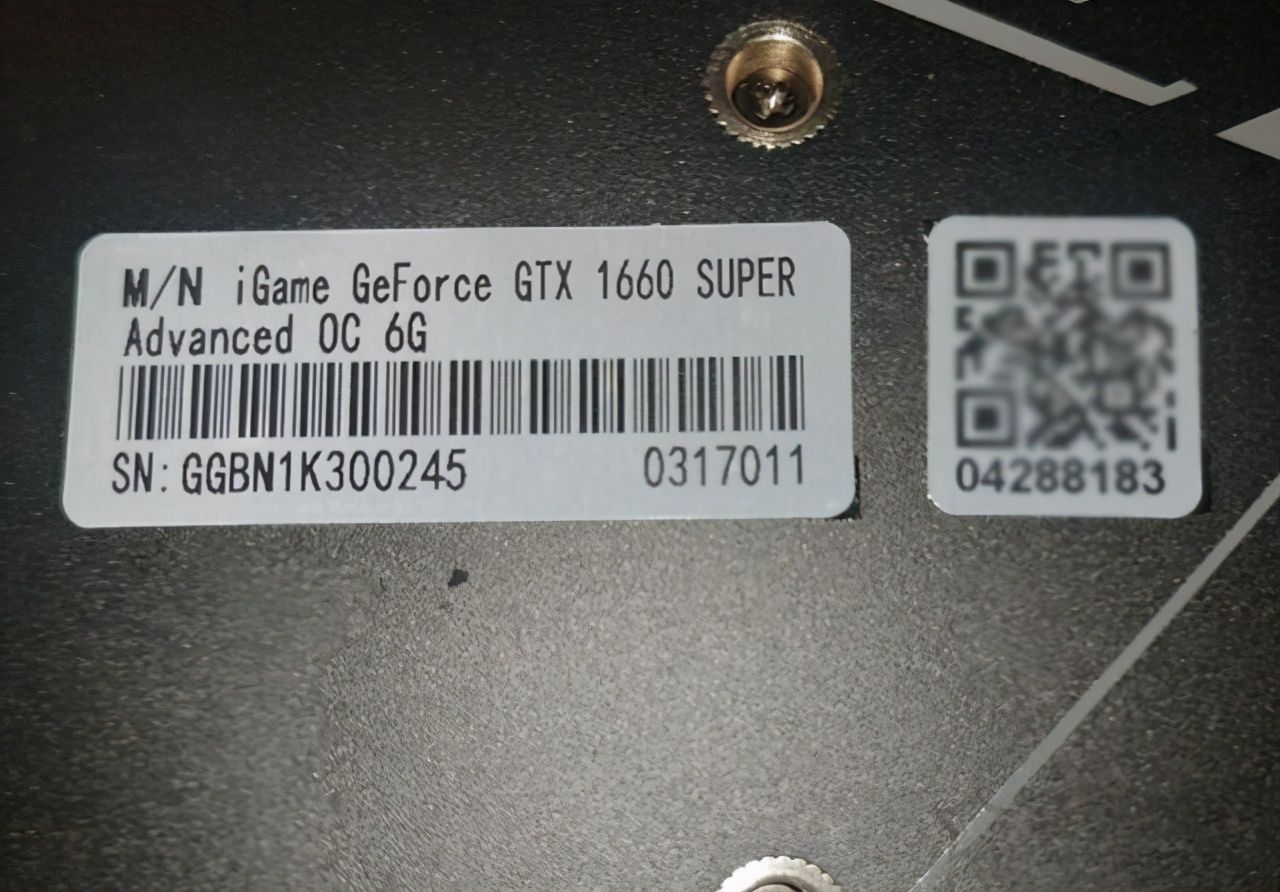 M/N iGame GeForce GTX 1660 SUPER
Advanced OC 6G
SN: GGBN1K300245 0317011
04288183